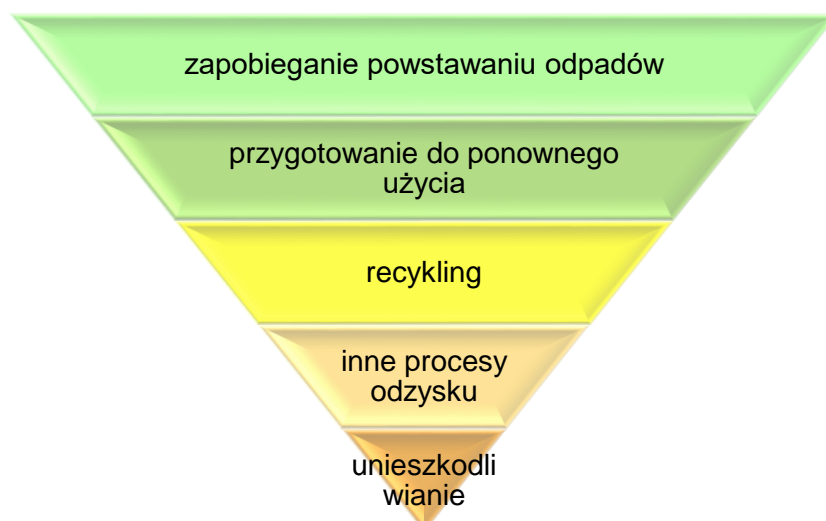 zapobieganie powstawaniu odpadów
przygotowanie do ponownego
użycia
recykling
inne procesy
odzysku
unieszkodli
wianie